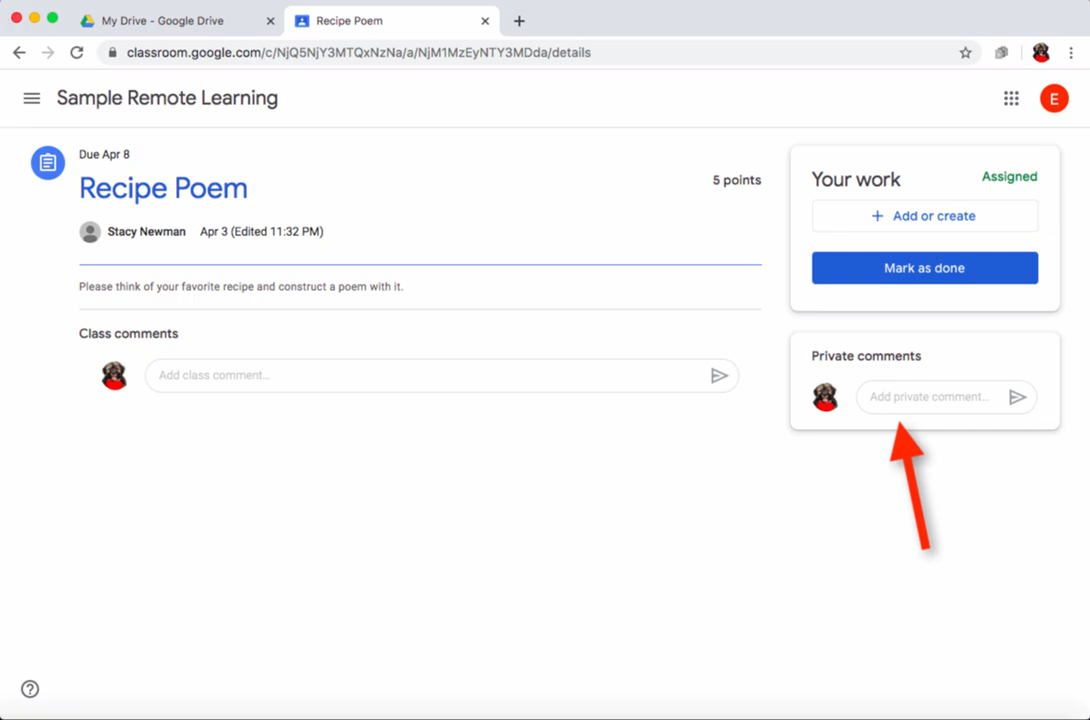 My Drive - Google Drive
Recipe Poem
classroom.google.com/c/NjQ5NjY3MTQxNzNa/a/NjM1MzEyNTY3MDda/details
Sample Remote Learning
E
Due Apr 8
Recipe Poem
5 points
Stacy Newman Apr 3 (Edited 11:32 PM)
Please think of your favorite recipe and construct a poem with it.
Class comments
Add class comment...
Your work
Assigned
+ Add or create
Mark as done
Private comments
Add private comment...